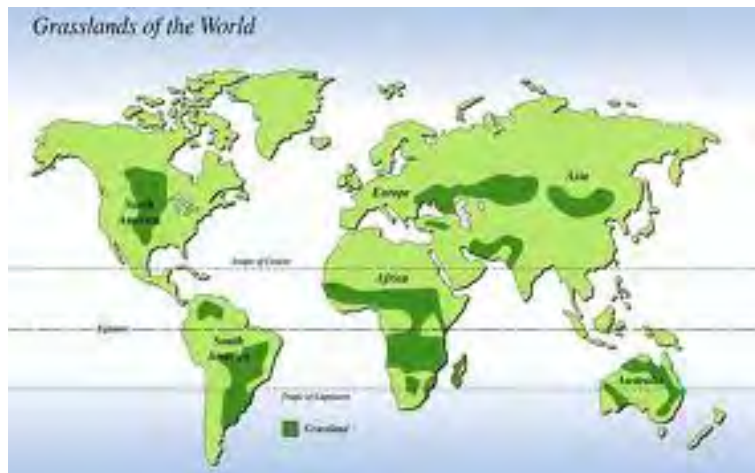 Grasslands of the World
Asia
Europe
North
America
Tropic of Cancer
Africa
Equator
South
America
Australia
Tropic of Capricorn
Grassland